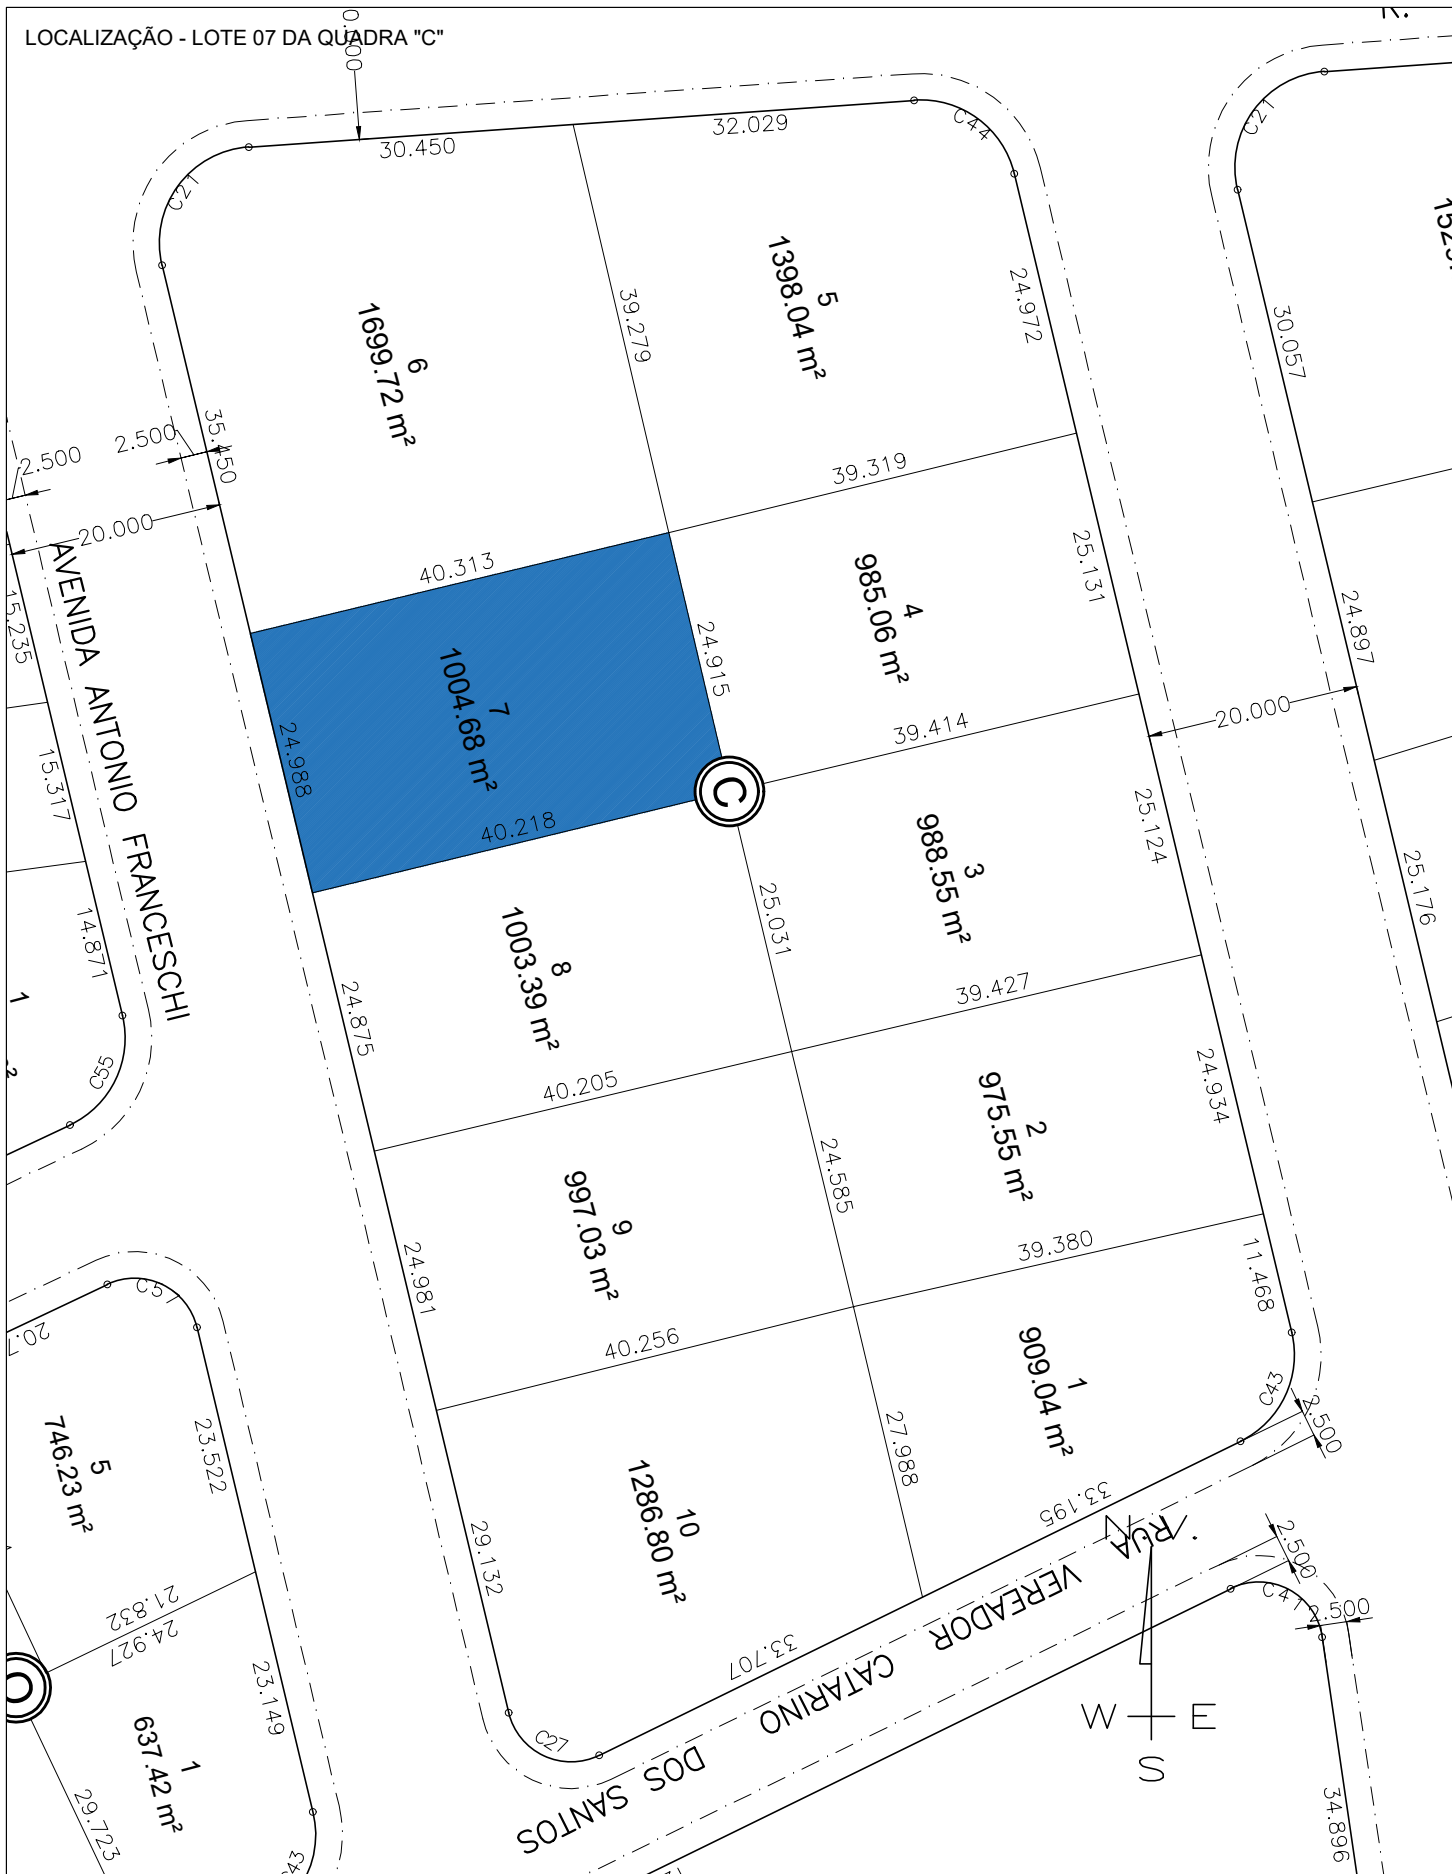 R.
LOCALIZAÇÃO - LOTE 07 DA QUADRA "C"
30.450
32.029
C44
C21
C21
5
1398.04 m²
39.279
24.972
30.057
6
1699.72 m²
35.450
2.500
2.500
20.000
39.319
40.313
25.131
4
985.06 m²
24.915
7
1004.68 m²
24.988
40.218
C
39.414
20.000
24.897
AVENIDA ANTONIO FRANCESCHI
15.235
15.317
14.871
1
C55
25.124
3
988.55 m²
25.031
25.176
8
1003.39 m²
24.875
39.427
40.205
24.934
2
975.55 m²
24.585
9
997.03 m²
24.981
39.380
11.468
40.256
1
909.04 m²
C43
2.500
27.988
10
1286.80 m²
29.132
33.195
33.707
C27
C57
5
746.23 m²
23.522
21.832
24.927
23.149
1
637.42 m²
29.723
C43
RUA VEREADOR CATARINO DOS SANTOS
2.500
C41
2.500
34.896
N
W
E
S